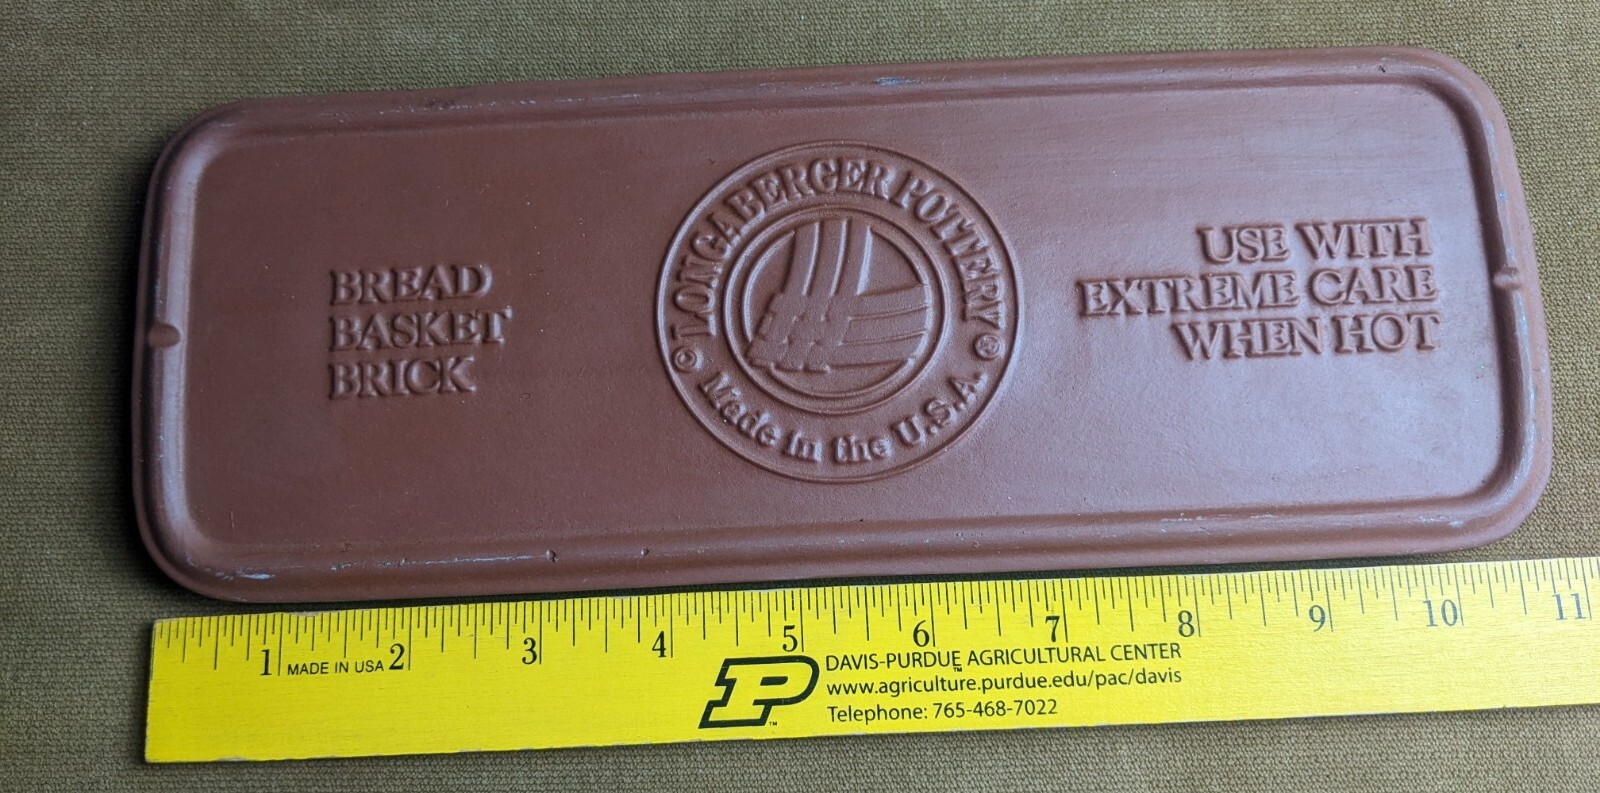 BREAD
BASKET
BRICK
LONGABERGER POTTERY ®
© Made in the U.S.A.
USE WITH
EXTREME CARE
WHEN HOT
1 2 3 4 5 6 7 8 9 10 11
MADE IN USA
P
TM
DAVIS-PURDUE AGRICULTURAL CENTER
TM
www.agriculture.purdue.edu/pac/davis
Telephone: 765-468-7022